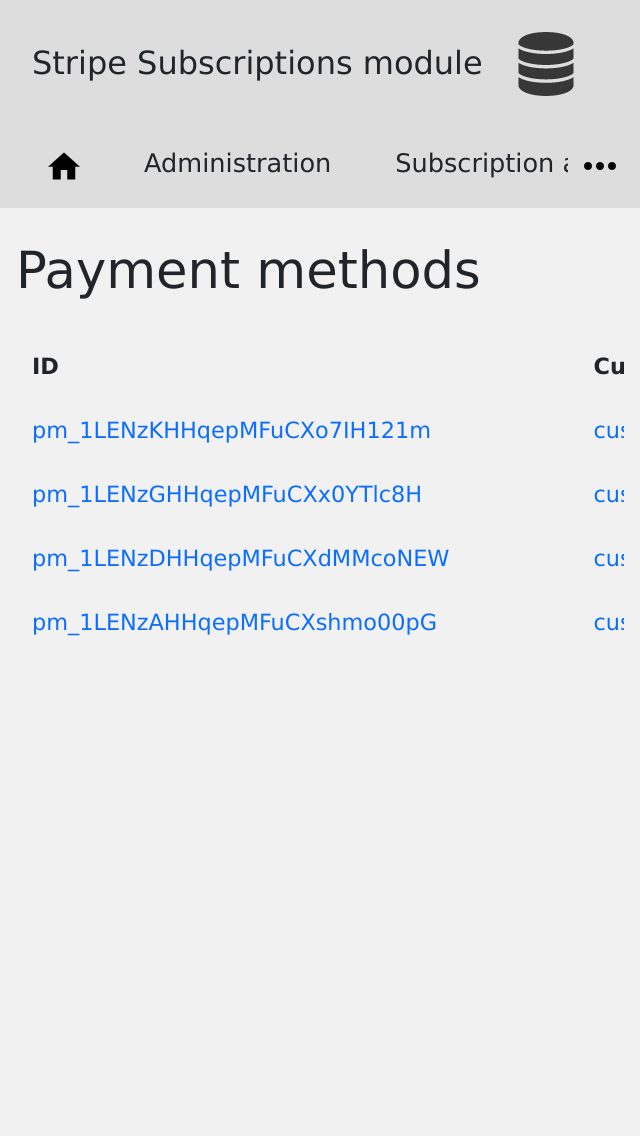 Stripe Subscriptions module
Administration Subscription
Payment methods
ID Cu
pm_1LENzKHHqepMFuCXo7IH121m cus
pm_1LENzGHHqepMFuCXx0YTlc8H cus
pm_1LENzDHHqepMFuCXdMMcoNEW cus
pm_1LENzAHHqepMFuCXshmo00pG cus